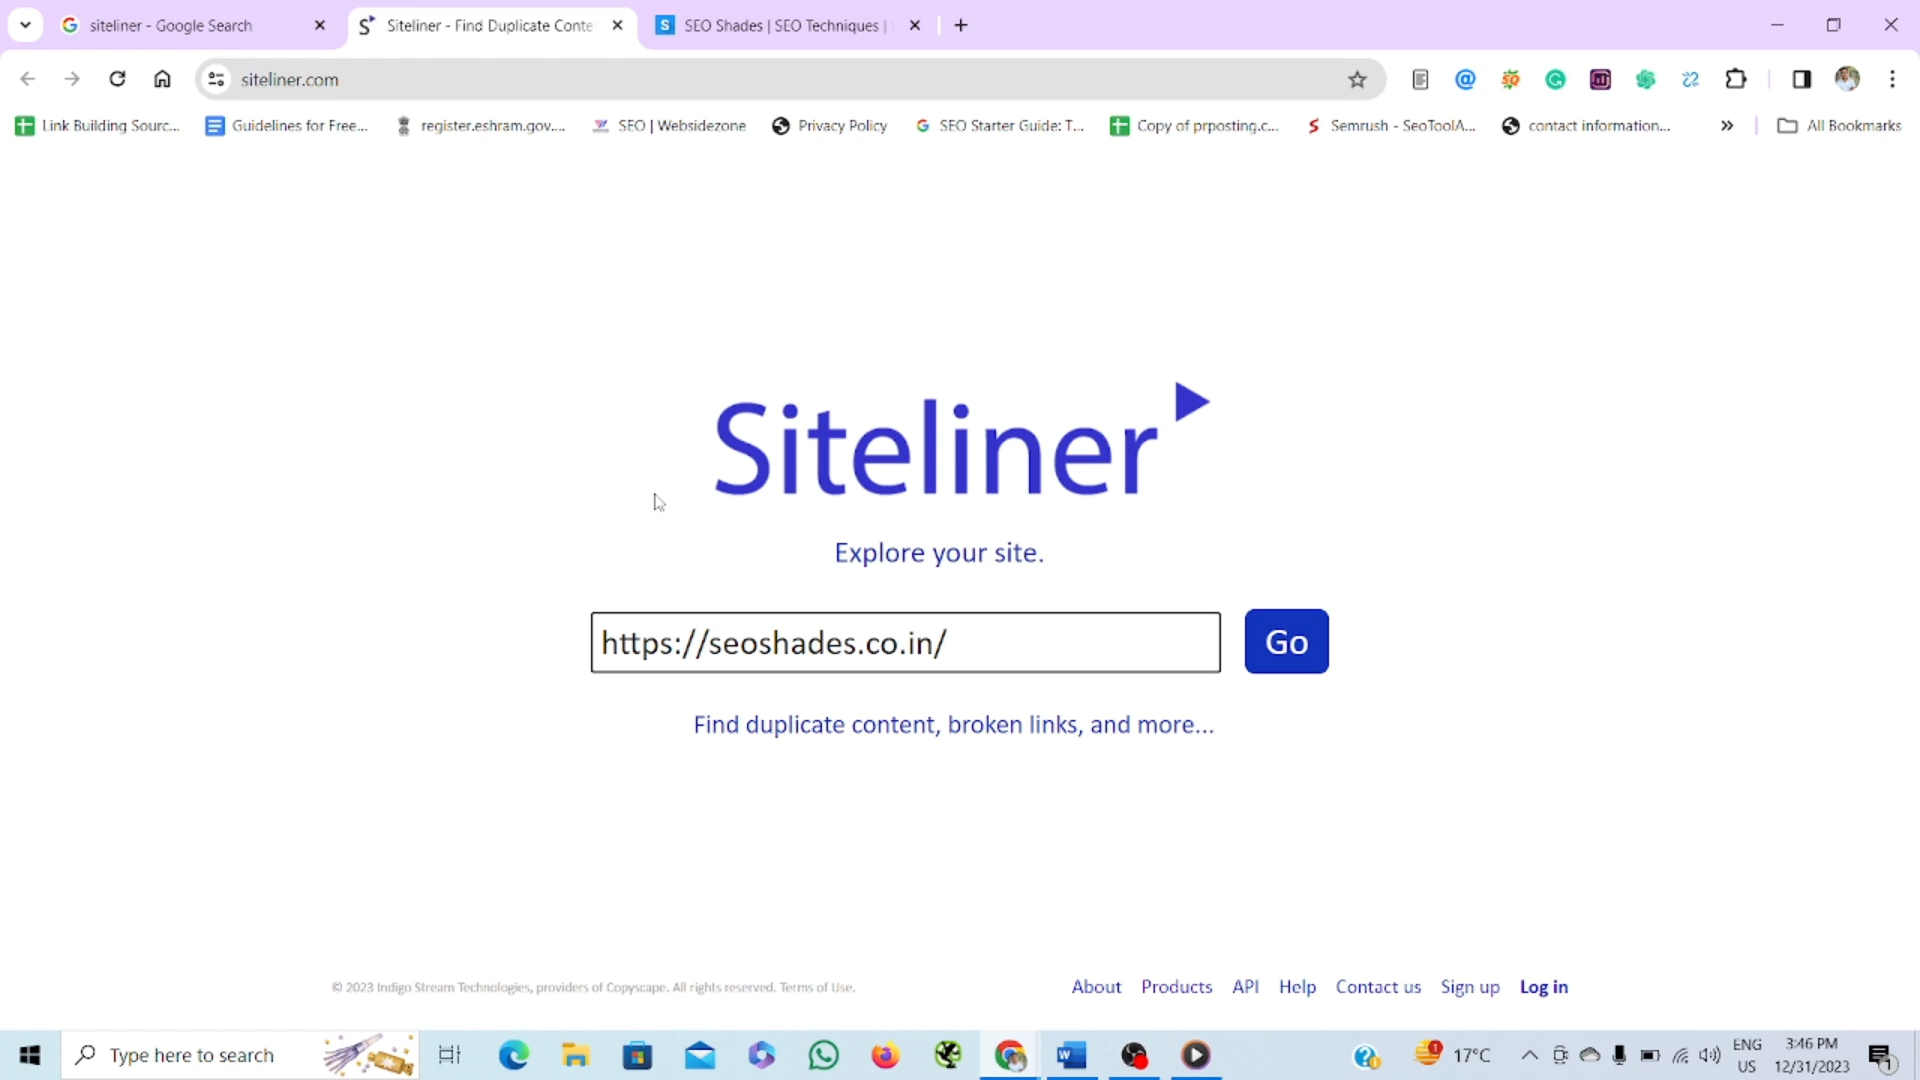 siteliner - Google Search
Siteliner - Find Duplicate Conte
SEO Shades | SEO Techniques |
siteliner.com
Link Building Sourc...
Guidelines for Free...
register.eshram.gov....
SEO | Websidezone
Privacy Policy
SEO Starter Guide: T...
Copy of prposting.c...
Semrush - SeoToolA...
contact information...
All Bookmarks
Siteliner
Explore your site.
https://seoshades.co.in/
Go
Find duplicate content, broken links, and more...
© 2023 Indigo Stream Technologies, providers of Copyscape. All rights reserved. Terms of Use.
About
Products
API
Help
Contact us
Sign up
Log in
Type here to search
17°C
ENG
US
3:46 PM
12/31/2023